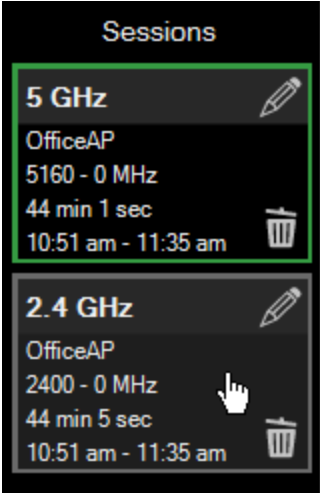 Sessions
5 GHz
OfficeAP
5160 - 0 MHz
44 min 1 sec
10:51 am - 11:35 am
2.4 GHz
OfficeAP
2400 - 0 MHz
44 min 5 sec
10:51 am - 11:35 am